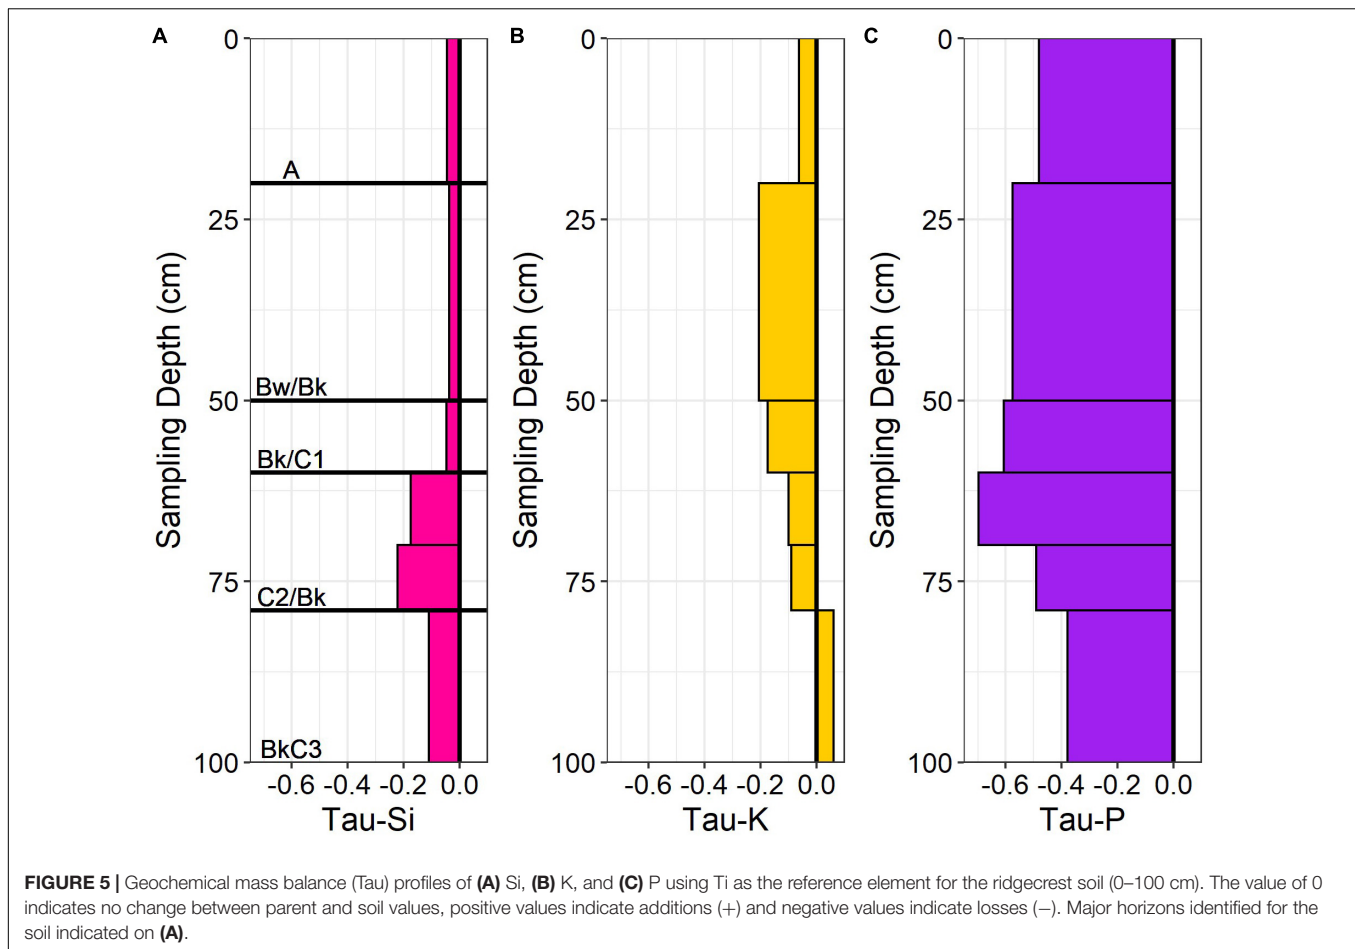 A
B
C
0
25
50
75
100
Sampling Depth (cm)
A
Bw/Bk
Bk/C1
C2/Bk
BkC3
-0.6 -0.4 -0.2 0.0
Tau-Si
0
25
50
75
100
Sampling Depth (cm)
-0.6 -0.4 -0.2 0.0
Tau-K
0
25
50
75
100
Sampling Depth (cm)
-0.6 -0.4 -0.2 0.0
Tau-P
FIGURE 5 | Geochemical mass balance (Tau) profiles of (A) Si, (B) K, and (C) P using Ti as the reference element for the ridgecrest soil (0–100 cm). The value of 0
indicates no change between parent and soil values, positive values indicate additions (+) and negative values indicate losses (−). Major horizons identified for the
soil indicated on (A).